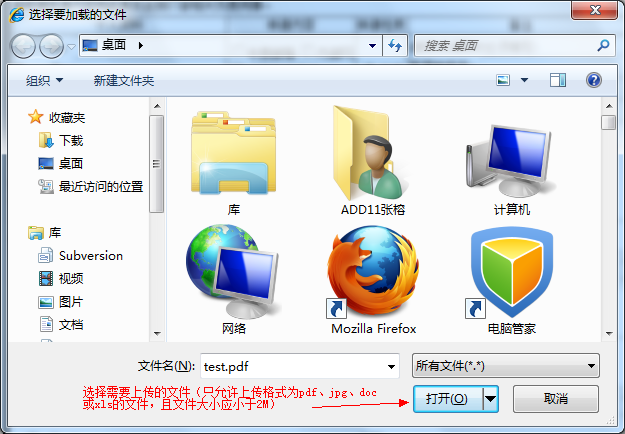 选择要加载的文件
桌面
搜索 桌面
组织
新建文件夹
收藏夹
下载
桌面
最近访问的位置
库
Subversion
视频
图片
文档
库
ADD11张榕
计算机
网络
Mozilla Firefox
电脑管家
文件名(N):
test.pdf
所有文件(*.*)
选择需要上传的文件（只允许上传格式为pdf、jpg、doc
或xls的文件，且文件大小应小于2M）
打开(O)
取消